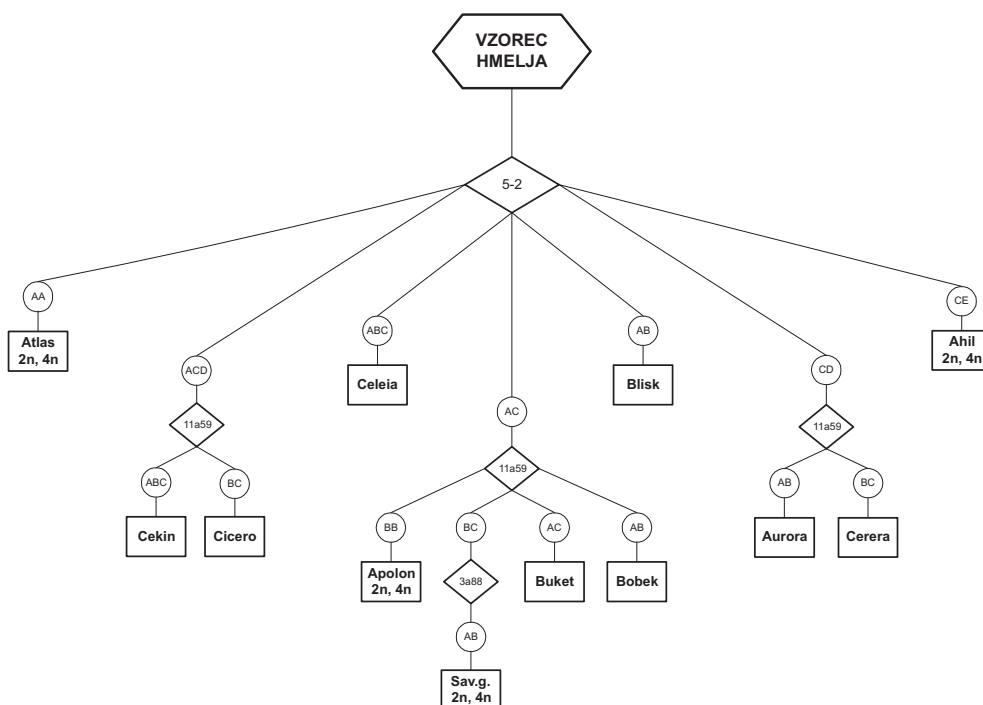 VZOREC
HMELJA
5-2
AA
CE
Atlas
2n, 4n
ABC
AB
Ahil
2n, 4n
Celeia
Blisk
ACD
CD
AC
11a59
11a59
11a59
ABC
BC
AB
BC
Cekin
Cicero
BB
BC
AC
AB
Aurora
Cerera
Apolon
2n, 4n
3a88
Buket
Bobek
AB
Sav.g.
2n, 4n